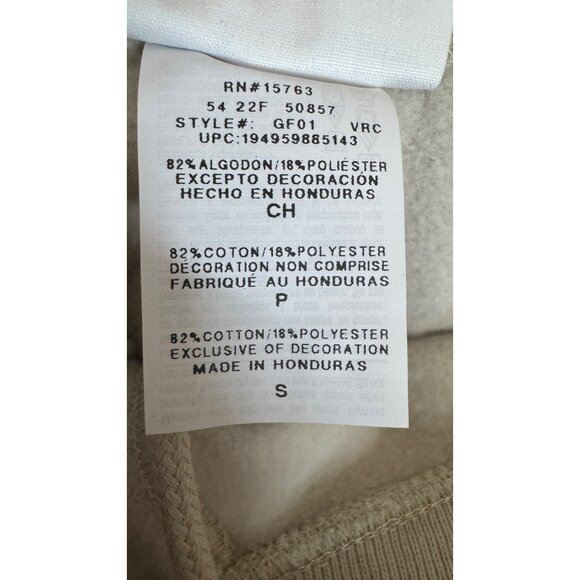 RN#15763
54 22F 50857
STYLE#: GF01 VRC
UPC:194959885143
82%ALGODÓN/18%POLIÉSTER
EXCEPTO DECORACIÓN
HECHO EN HONDURAS
CH
82%COTON/18%POLYESTER
DÉCORATION NON COMPRISE
FABRIQUÉ AU HONDURAS
P
82%COTTON/18%POLYESTER
EXCLUSIVE OF DECORATION
MADE IN HONDURAS
S